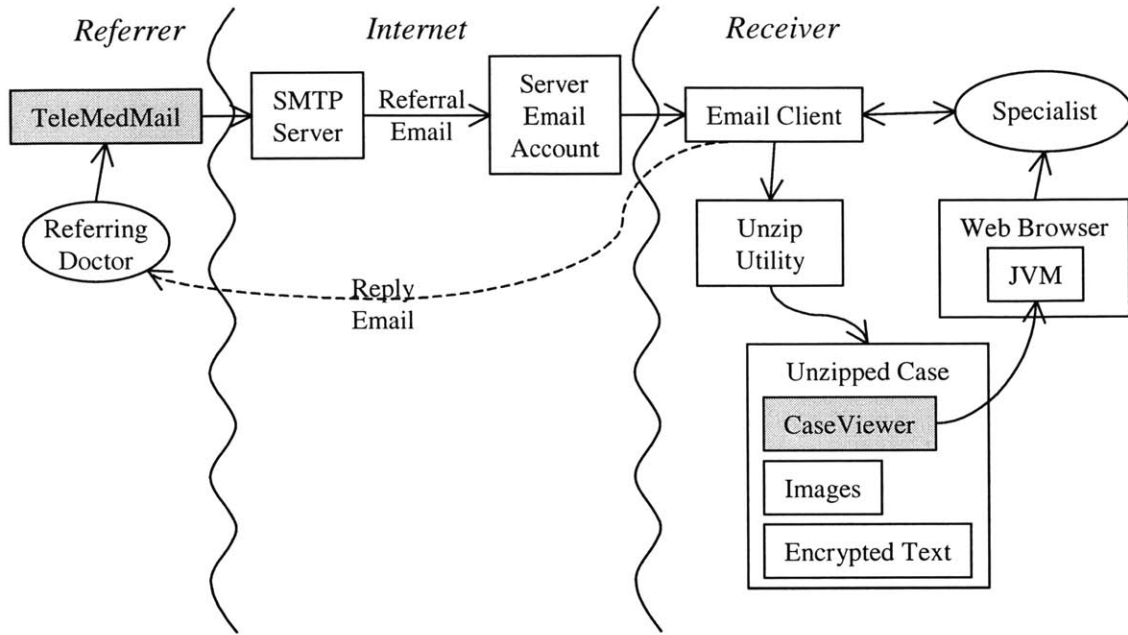 Referrer
Internet
Receiver
TeleMedMail
SMTP
Server
Referral
Email
Server
Email
Account
Email Client
Specialist
Referring
Doctor
Unzip
Utility
Web Browser
JVM
Reply
Email
Unzipped Case
CaseViewer
Images
Encrypted Text